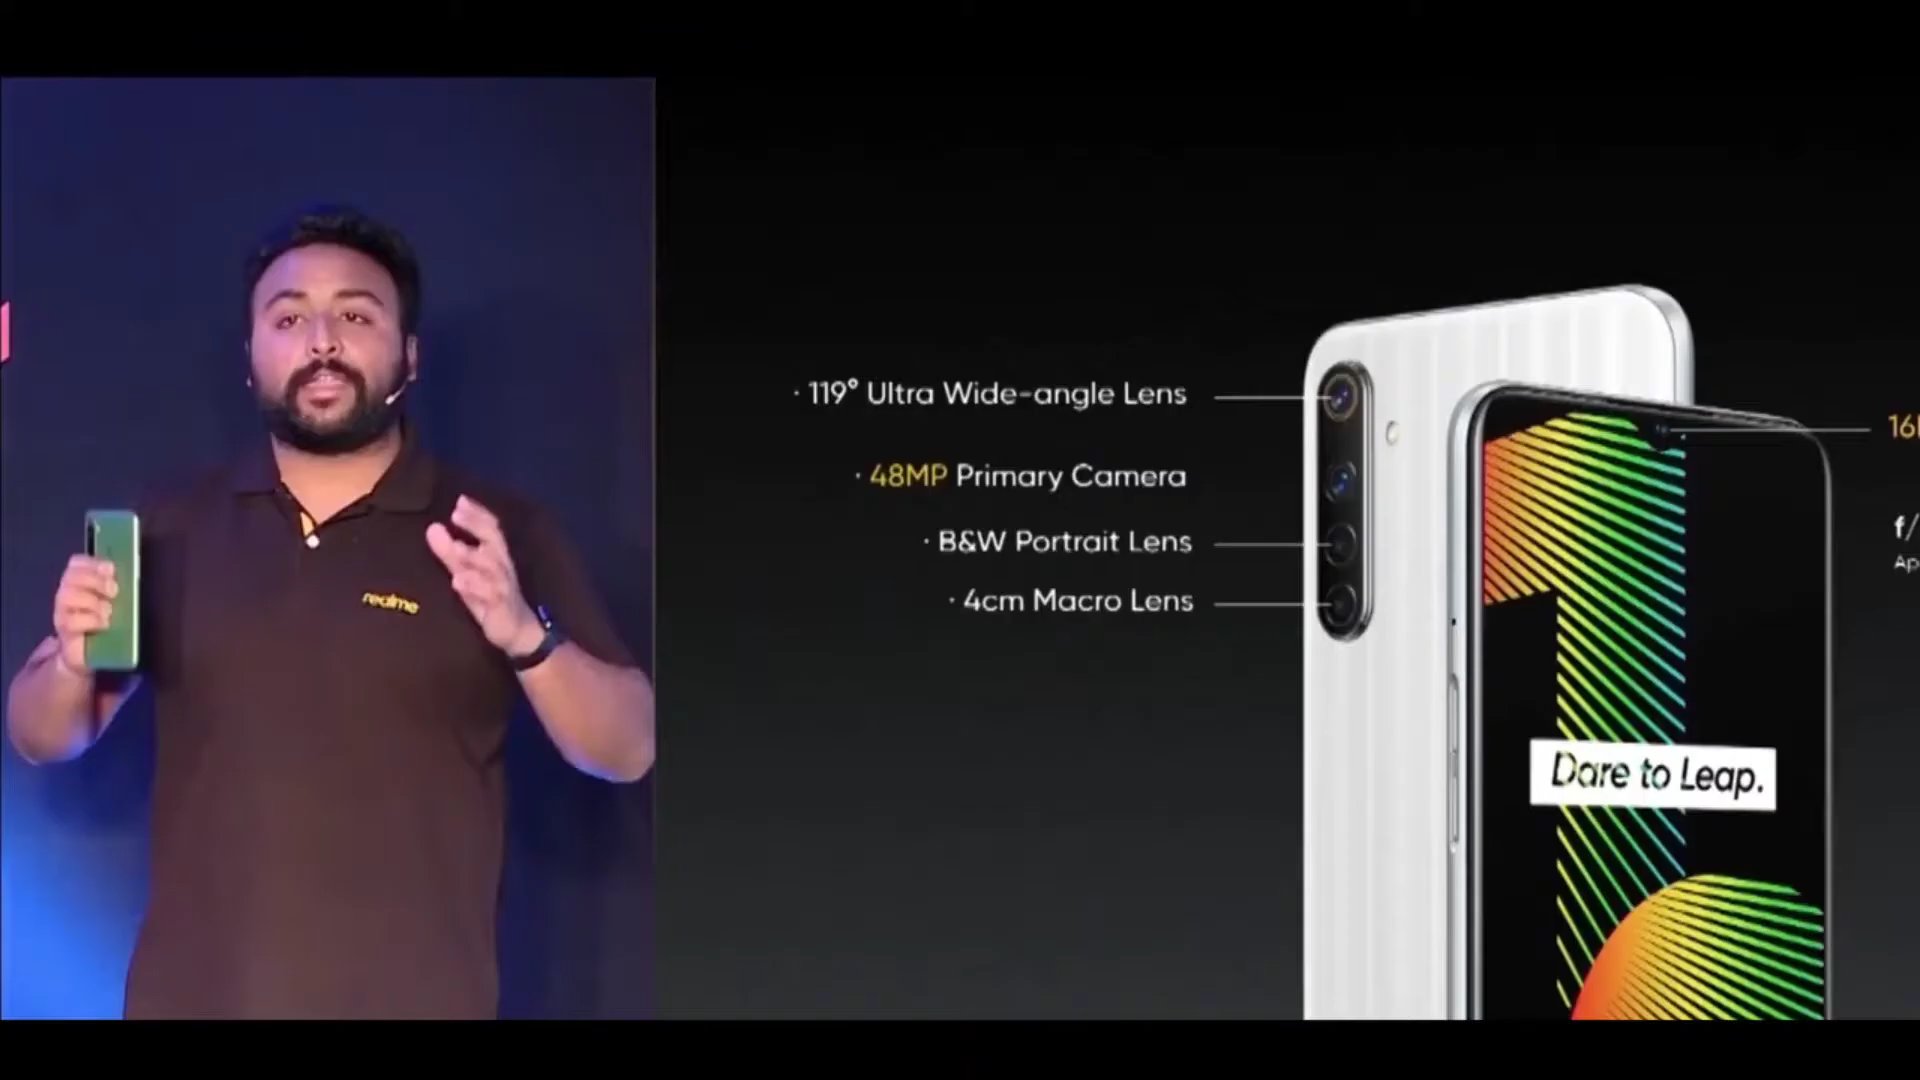 realme
· 119° Ultra Wide-angle Lens
· 48MP Primary Camera
· B&W Portrait Lens
· 4cm Macro Lens
Dare to Leap.
f/